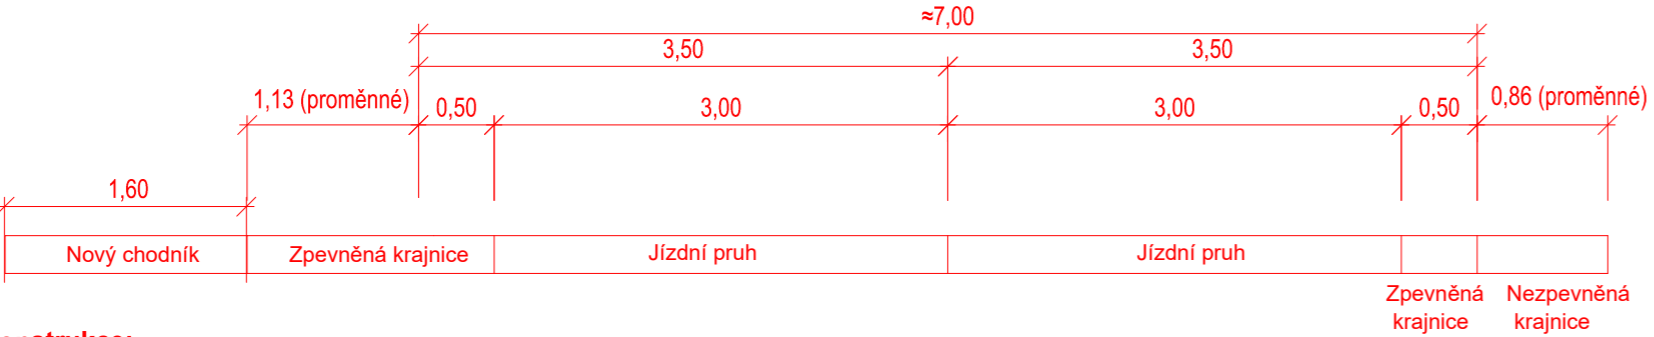 ≈7,00
3,50 3,50
1,13 (proměnné) 0,50 3,00 3,00 0,50 0,86 (proměnné)
1,60
Nový chodník Zpevněná krajnice Jízdní pruh Jízdní pruh
Zpevněná Nezpevněná
krajnice krajnice